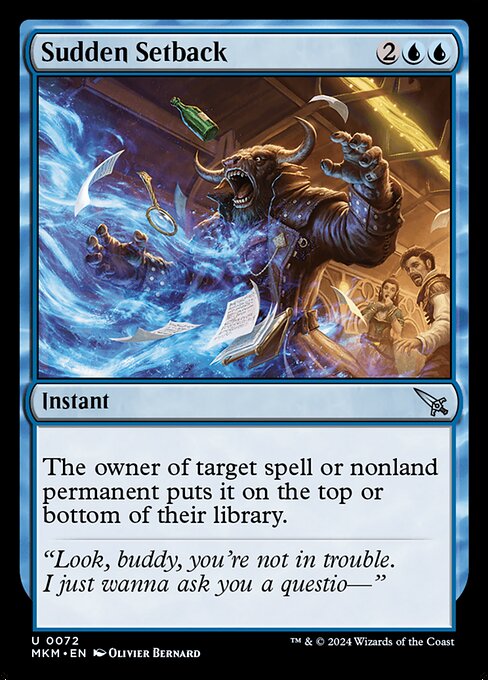 Sudden Setback 2
Instant
The owner of target spell or nonland
permanent puts it on the top or
bottom of their library.
“Look, buddy, you’re not in trouble.
I just wanna ask you a questio—”
U 0072
™ & © 2024 Wizards of the Coast
MKM • EN Olivier Bernard